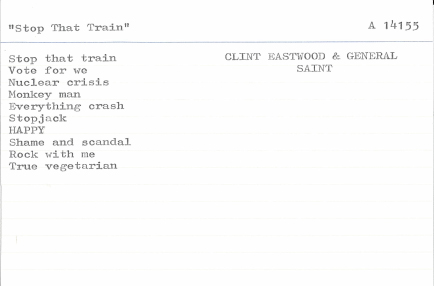 "Stop That Train" A 14155
Stop that train
Vote for we
Nuclear crisis
Monkey man
Everything crash
Stopjack
HAPPY
Shame and scandal
Rock with me
True vegetarian
CLINT EASTWOOD & GENERAL
SAINT